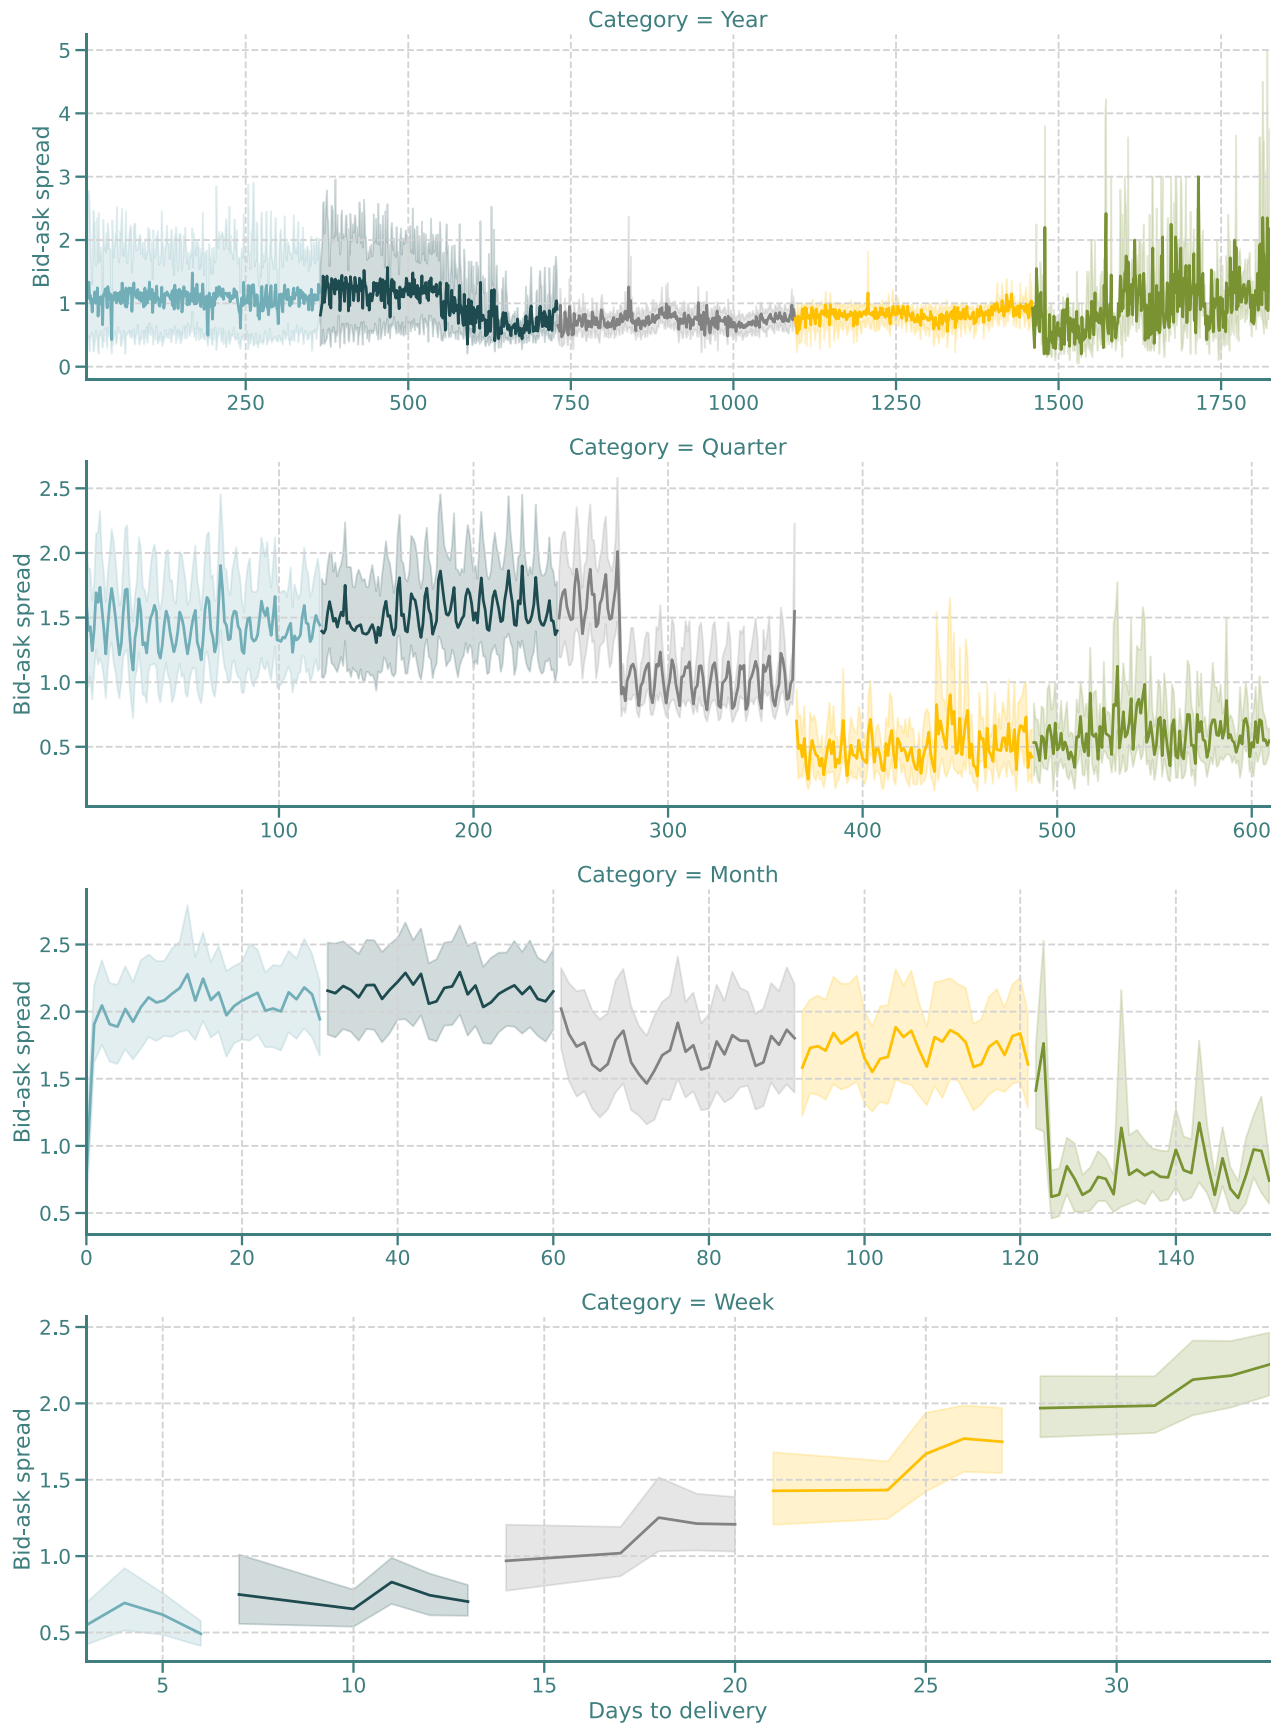 Category = Year
Bid-ask spread
5
4
3
2
1
0
250 500 750 1000 1250 1500 1750
Category = Quarter
Bid-ask spread
2.5
2.0
1.5
1.0
0.5
100 200 300 400 500 600
Category = Month
Bid-ask spread
2.5
2.0
1.5
1.0
0.5
0 20 40 60 80 100 120 140
Category = Week
Bid-ask spread
2.5
2.0
1.5
1.0
0.5
5 10 15 20 25 30
Days to delivery